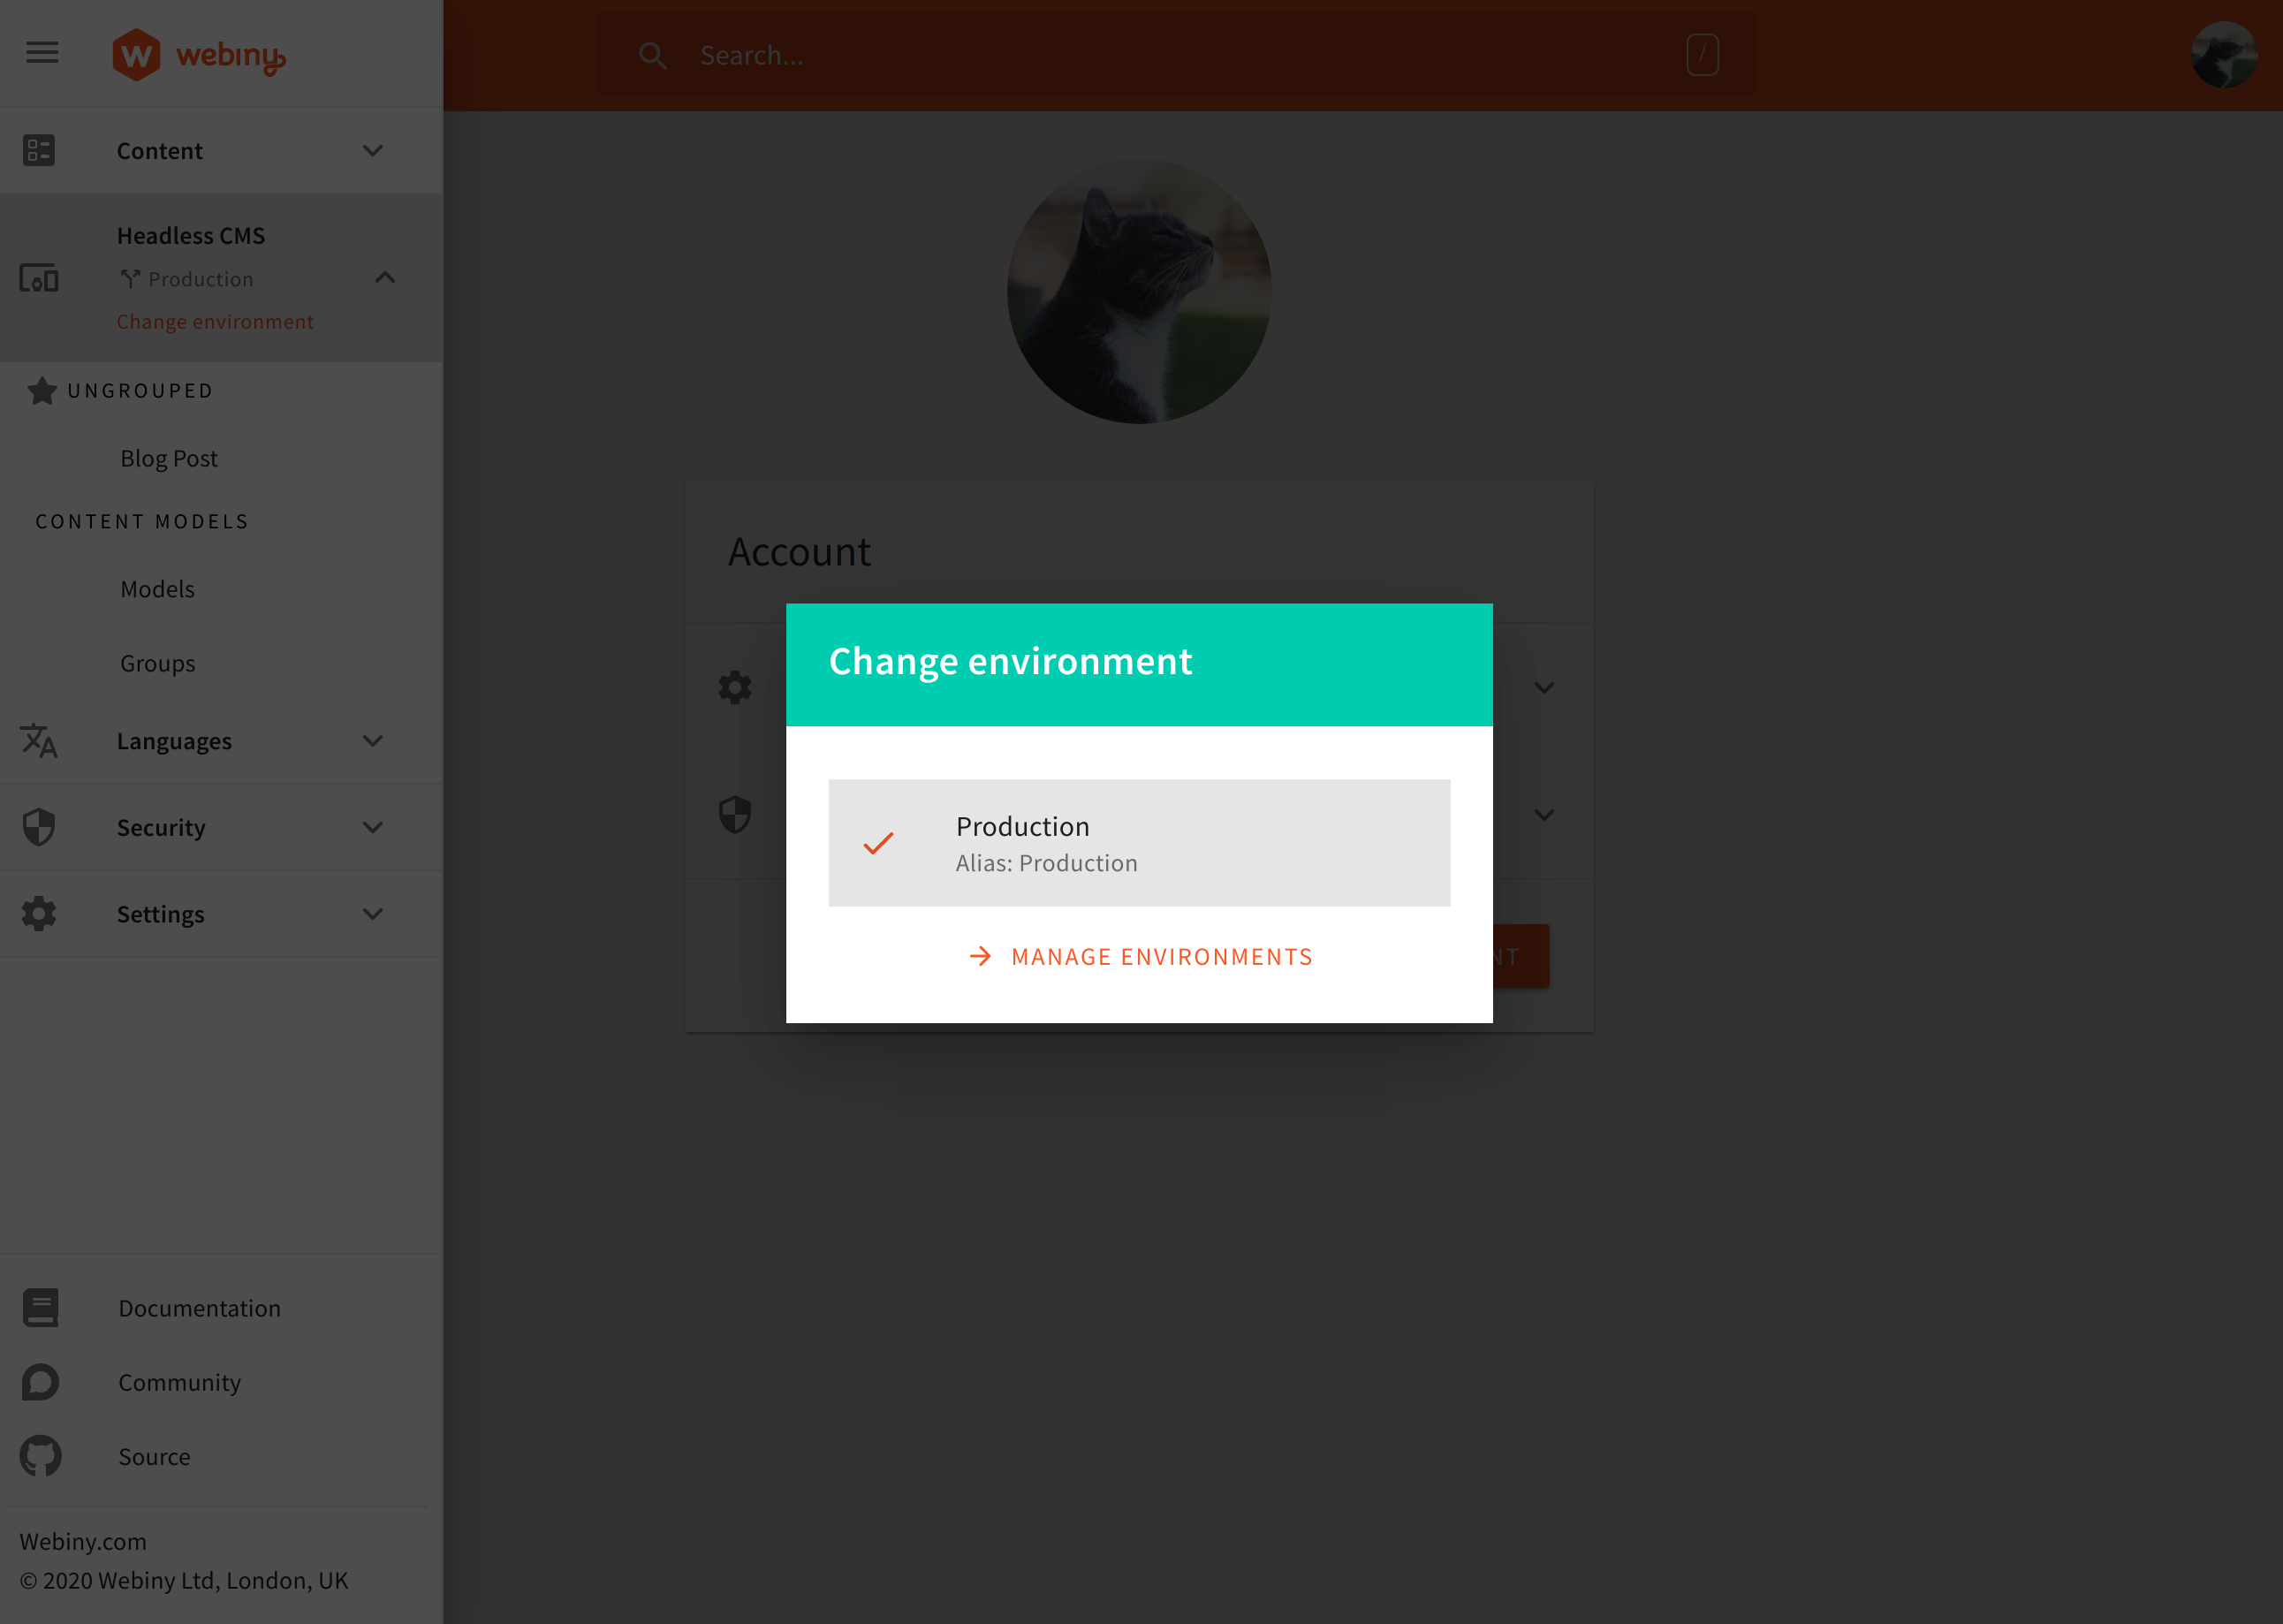 webiny
Search...
/
Content
Headless CMS
Production
Change environment
UNGROUPED
Blog Post
CONTENT MODELS
Models
Groups
Languages
Security
Settings
Documentation
Community
Source
Webiny.com
© 2020 Webiny Ltd, London, UK
Account
Change environment
Production
Alias: Production
MANAGE ENVIRONMENTS